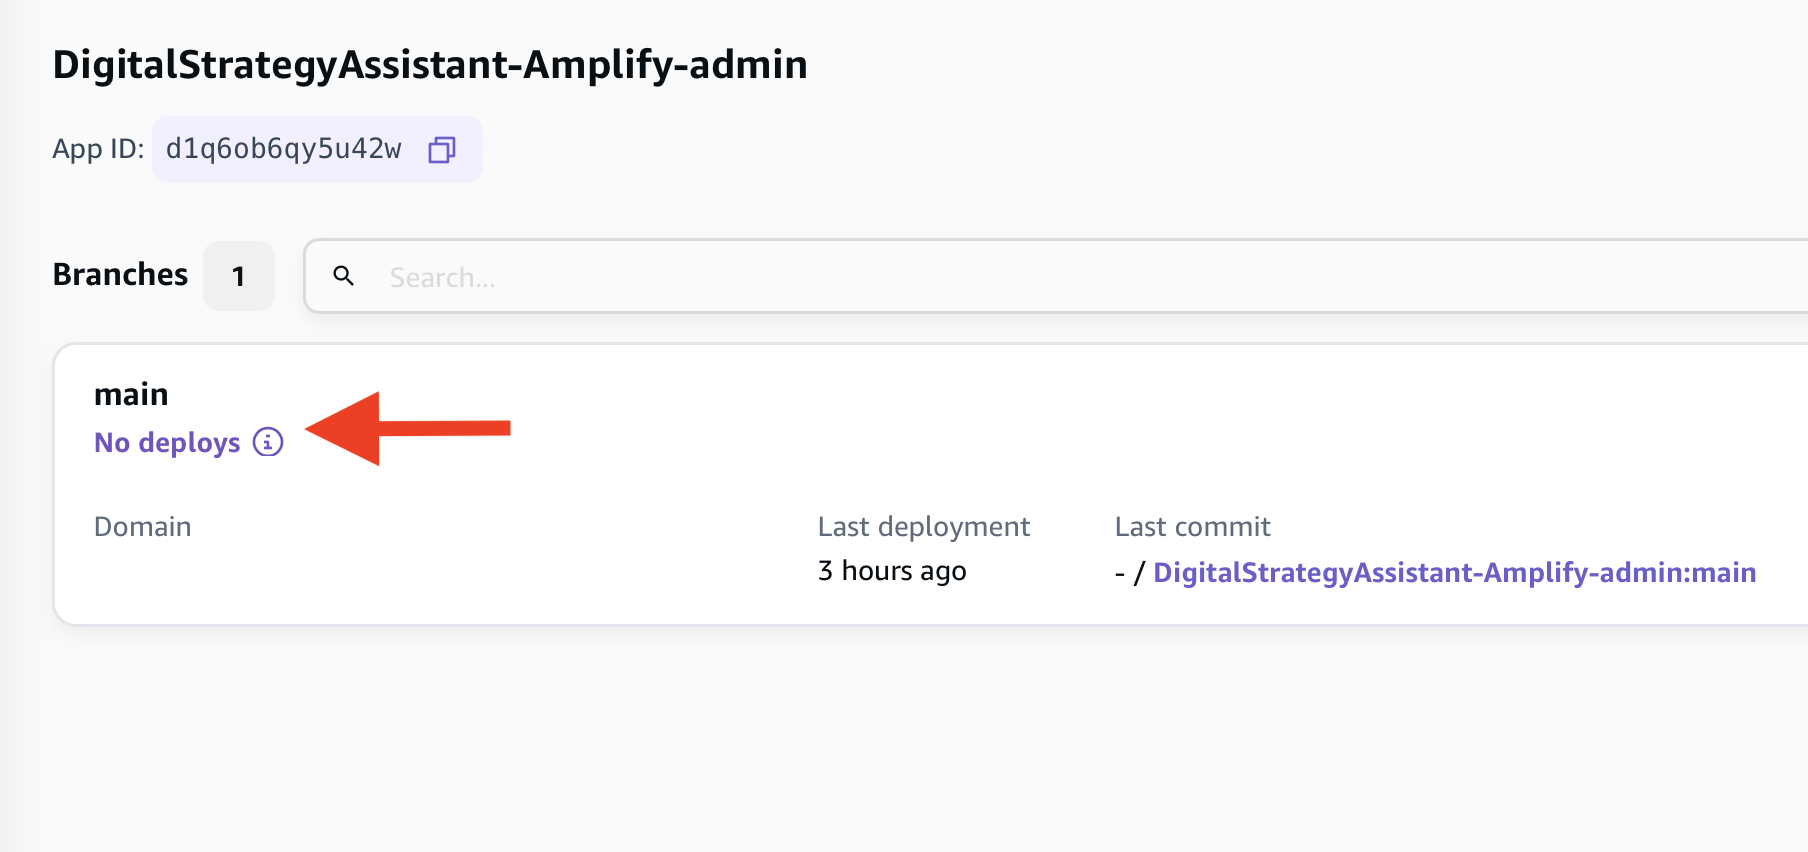 DigitalStrategyAssistant-Amplify-admin
App ID: d1q6ob6qy5u42w
Branches 1 Search...
main
No deploys
Domain Last deployment Last commit
3 hours ago - / DigitalStrategyAssistant-Amplify-admin:main